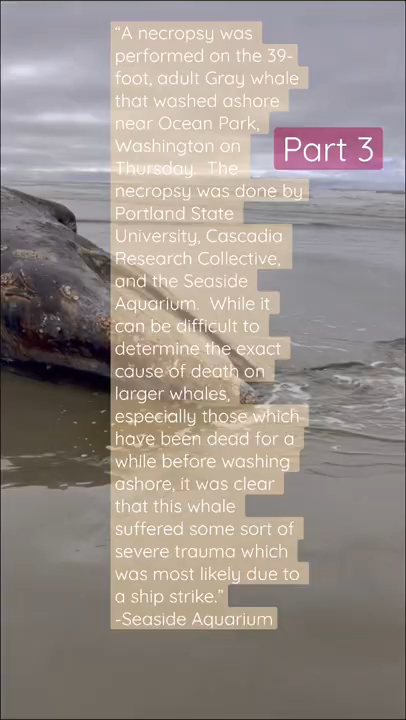 “A necropsy was
performed on the 39-
foot, adult Gray whale
that washed ashore
near Ocean Park,
Washington on
Thursday.  The
necropsy was done by
Portland State
University, Cascadia
Research Collective,
and the Seaside
Aquarium.  While it
can be difficult to
determine the exact
cause of death on
larger whales,
especially those which
have been dead for a
while before washing
ashore, it was clear
that this whale
suffered some sort of
severe trauma which
was most likely due to
a ship strike.”
-Seaside Aquarium
Part 3